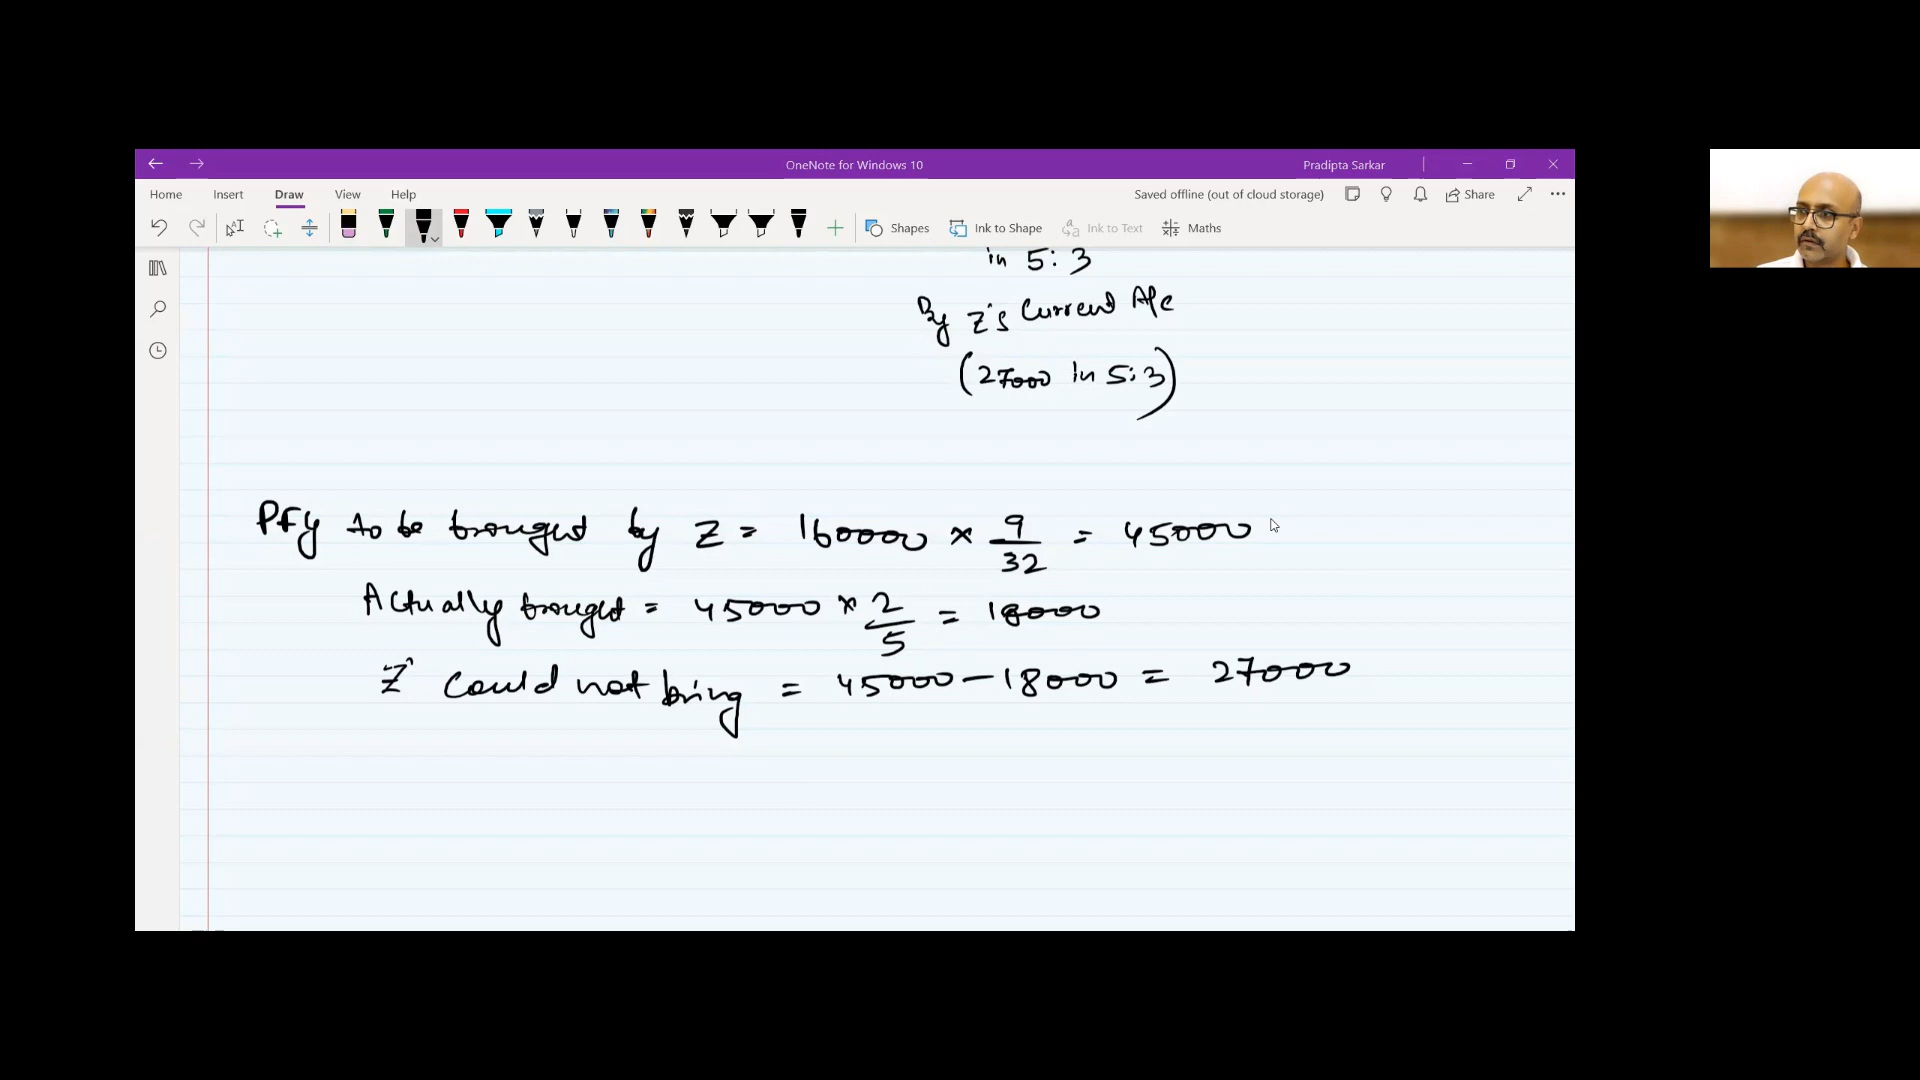 OneNote for Windows 10
Pradipta Sarkar
Home Insert Draw View Help
Saved offline (out of cloud storage)
Share
Shapes Ink to Shape Ink to Text Maths
in 5:3
By Z's Current A/c
(27000 in 5:3)
PFG to be brought by Z = 160000 × 9/32 = 45000
Actually brought = 45000 × 2/5 = 18000
Z could not bring = 45000 - 18000 = 27000